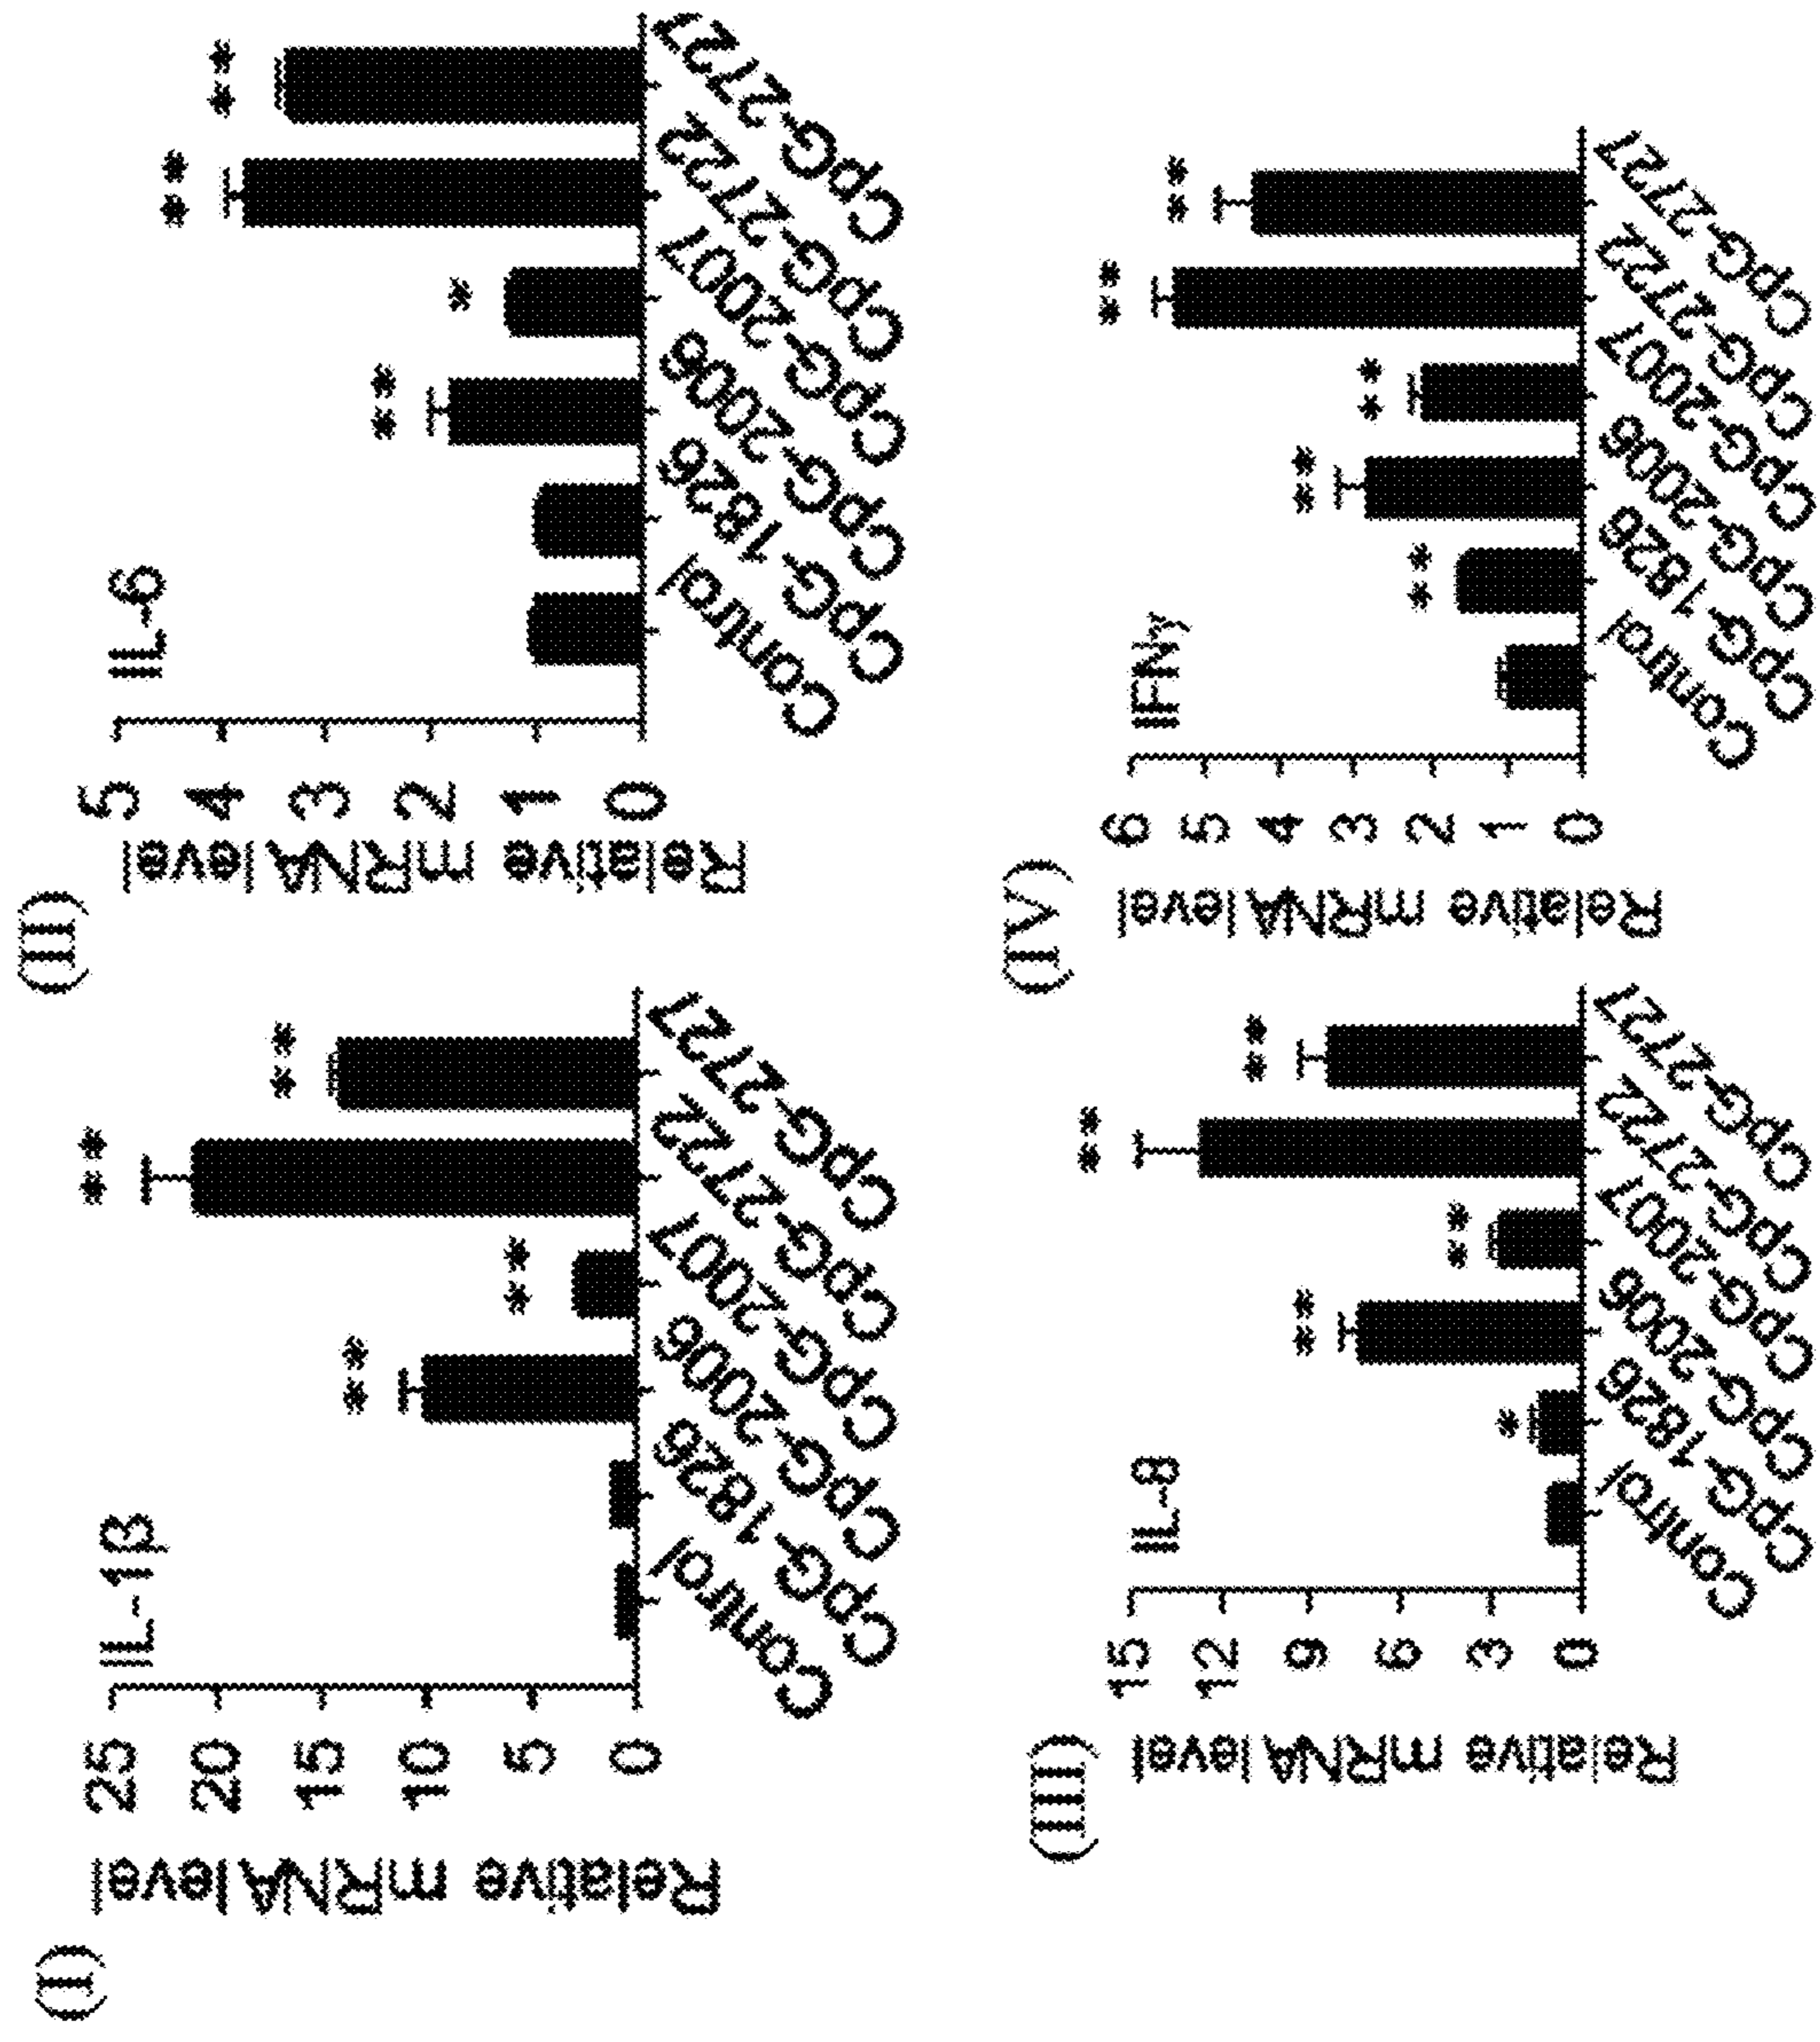 (I)
IL-1β
Relative mRNA level
25
20
15
10
5
0
**
**
**
**
Control
CpG-1826
CpG-2006
CpG-2007
CpG-2722
CpG-2727
(II)
IL-6
Relative mRNA level
5
4
3
2
1
0
**
*
**
**
Control
CpG-1826
CpG-2006
CpG-2007
CpG-2722
CpG-2727
(III)
IL-8
Relative mRNA level
15
12
9
6
3
0
*
**
**
**
**
Control
CpG-1826
CpG-2006
CpG-2007
CpG-2722
CpG-2727
(IV)
IFNγ
Relative mRNA level
6
5
4
3
2
1
0
**
**
**
**
**
Control
CpG-1826
CpG-2006
CpG-2007
CpG-2722
CpG-2727